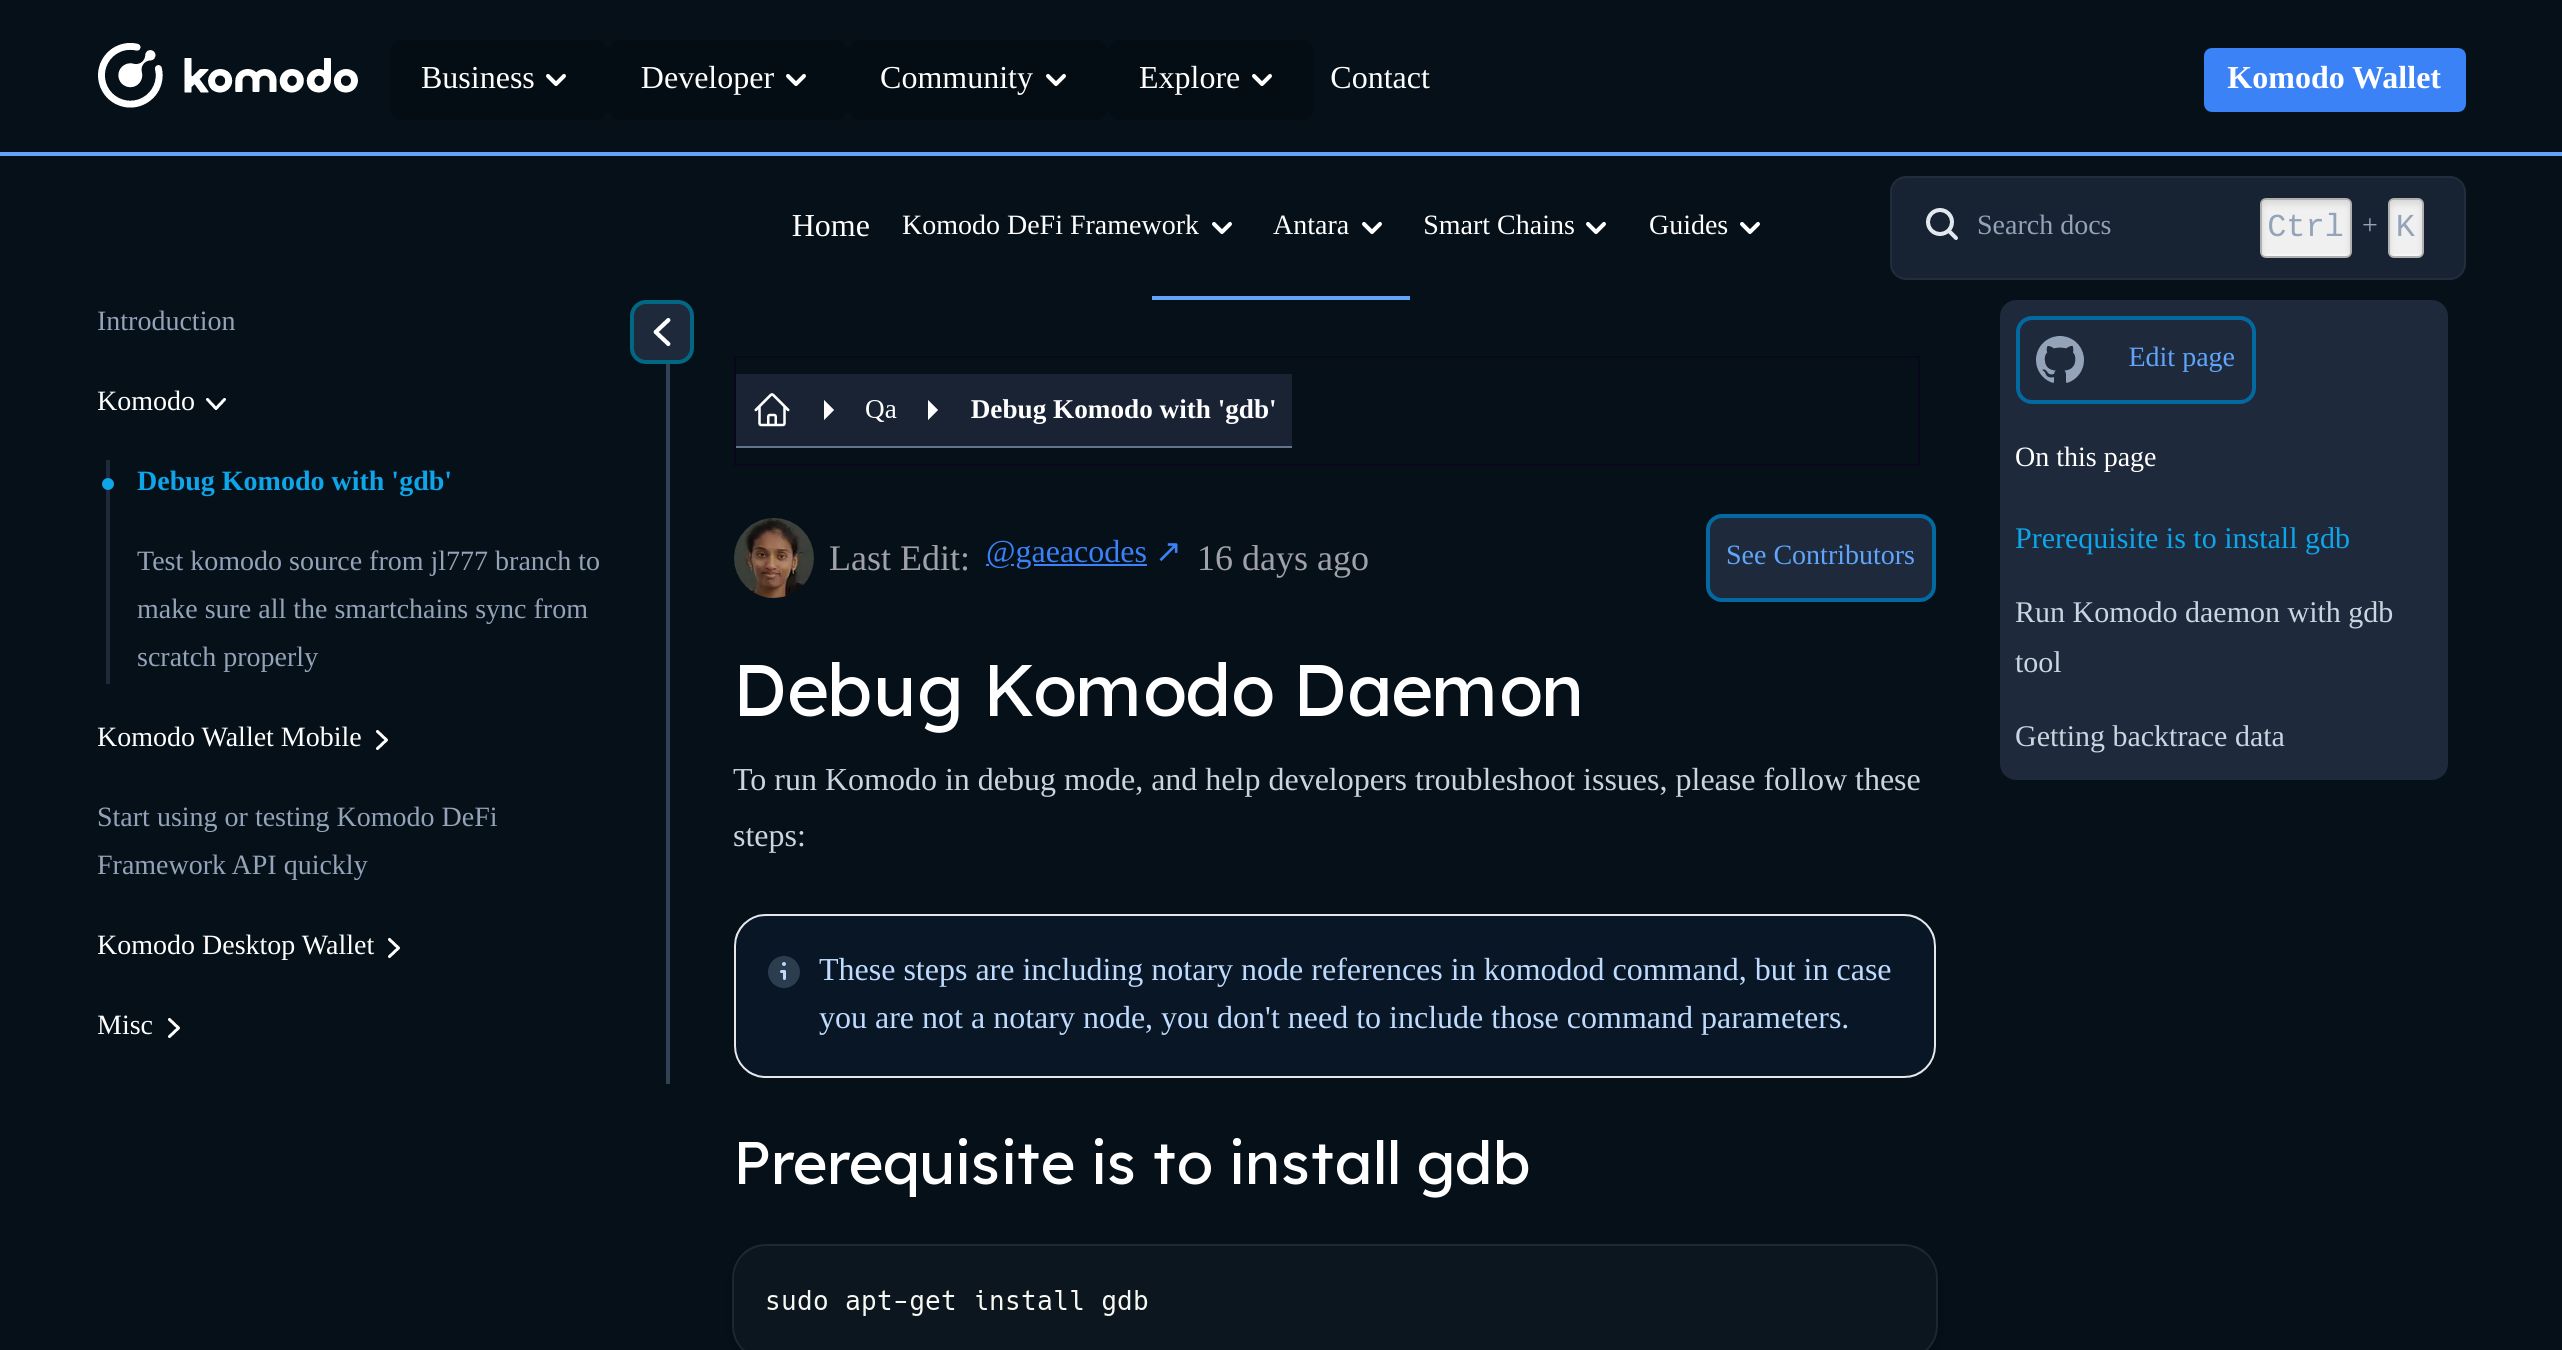 komodo
Business
Developer
Community
Explore
Contact
Komodo Wallet
Home
Komodo DeFi Framework
Antara
Smart Chains
Guides
Search docs
Ctrl + K
Introduction
Komodo
Debug Komodo with 'gdb'
Test komodo source from jl777 branch to
make sure all the smartchains sync from
scratch properly
Komodo Wallet Mobile
Start using or testing Komodo DeFi
Framework API quickly
Komodo Desktop Wallet
Misc
Qa
Debug Komodo with 'gdb'
Last Edit: @gaeacodes 16 days ago
See Contributors
Debug Komodo Daemon
To run Komodo in debug mode, and help developers troubleshoot issues, please follow these
steps:
These steps are including notary node references in komodod command, but in case
you are not a notary node, you don't need to include those command parameters.
Prerequisite is to install gdb
sudo apt-get install gdb
Edit page
On this page
Prerequisite is to install gdb
Run Komodo daemon with gdb
tool
Getting backtrace data